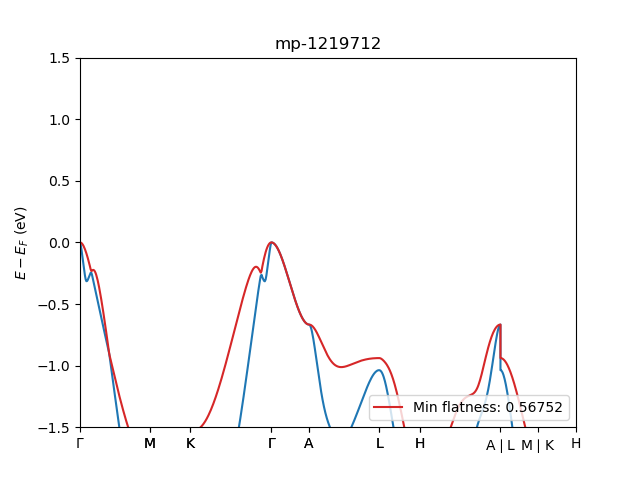 mp-1219712
1.5
1.0
0.5
0.0
−0.5
−1.0
−1.5
E − E_F (eV)
Min flatness: 0.56752
Γ M K Γ A L H A | L M | K H